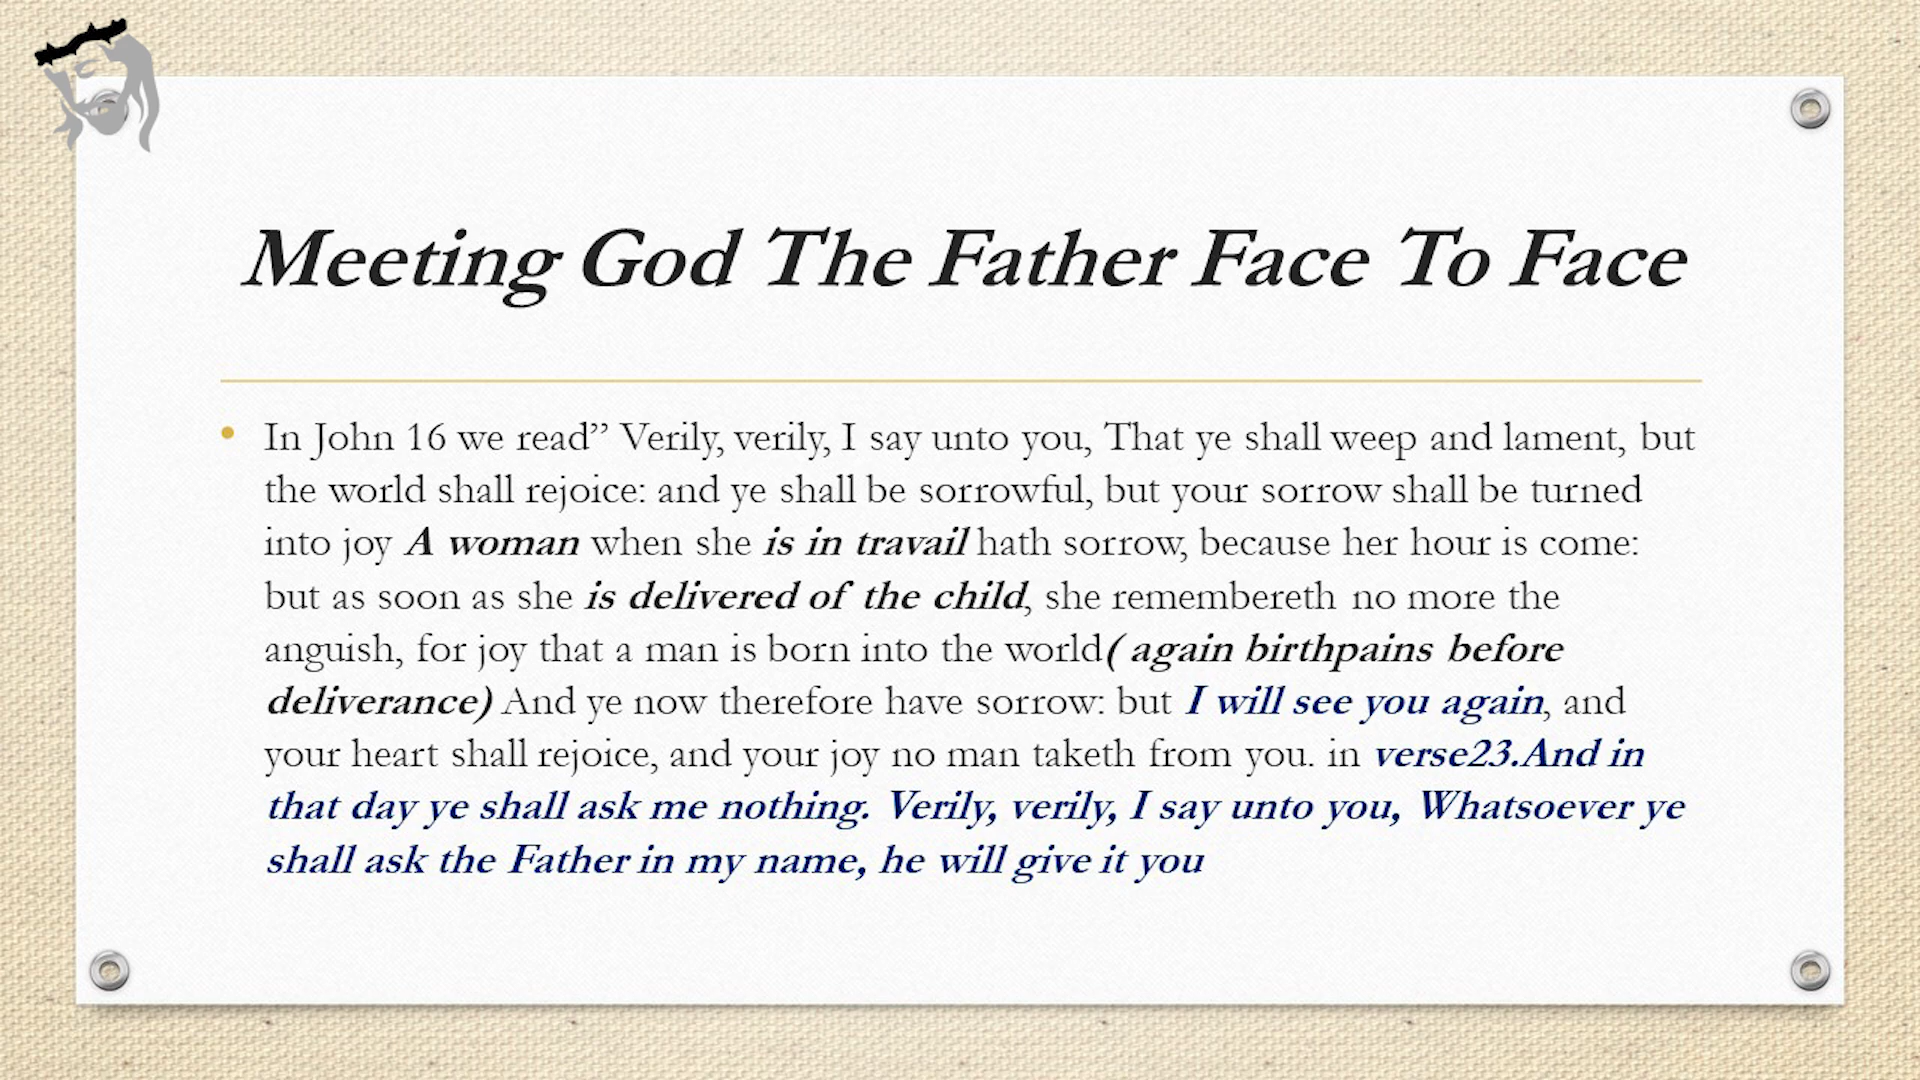 Meeting God The Father Face To Face
• In John 16 we read” Verily, verily, I say unto you, That ye shall weep and lament, but
the world shall rejoice: and ye shall be sorrowful, but your sorrow shall be turned
into joy A woman when she is in travail hath sorrow, because her hour is come:
but as soon as she is delivered of the child, she remembereth no more the
anguish, for joy that a man is born into the world( again birthpains before
deliverance) And ye now therefore have sorrow: but I will see you again, and
your heart shall rejoice, and your joy no man taketh from you. in verse23.And in
that day ye shall ask me nothing. Verily, verily, I say unto you, Whatsoever ye
shall ask the Father in my name, he will give it you